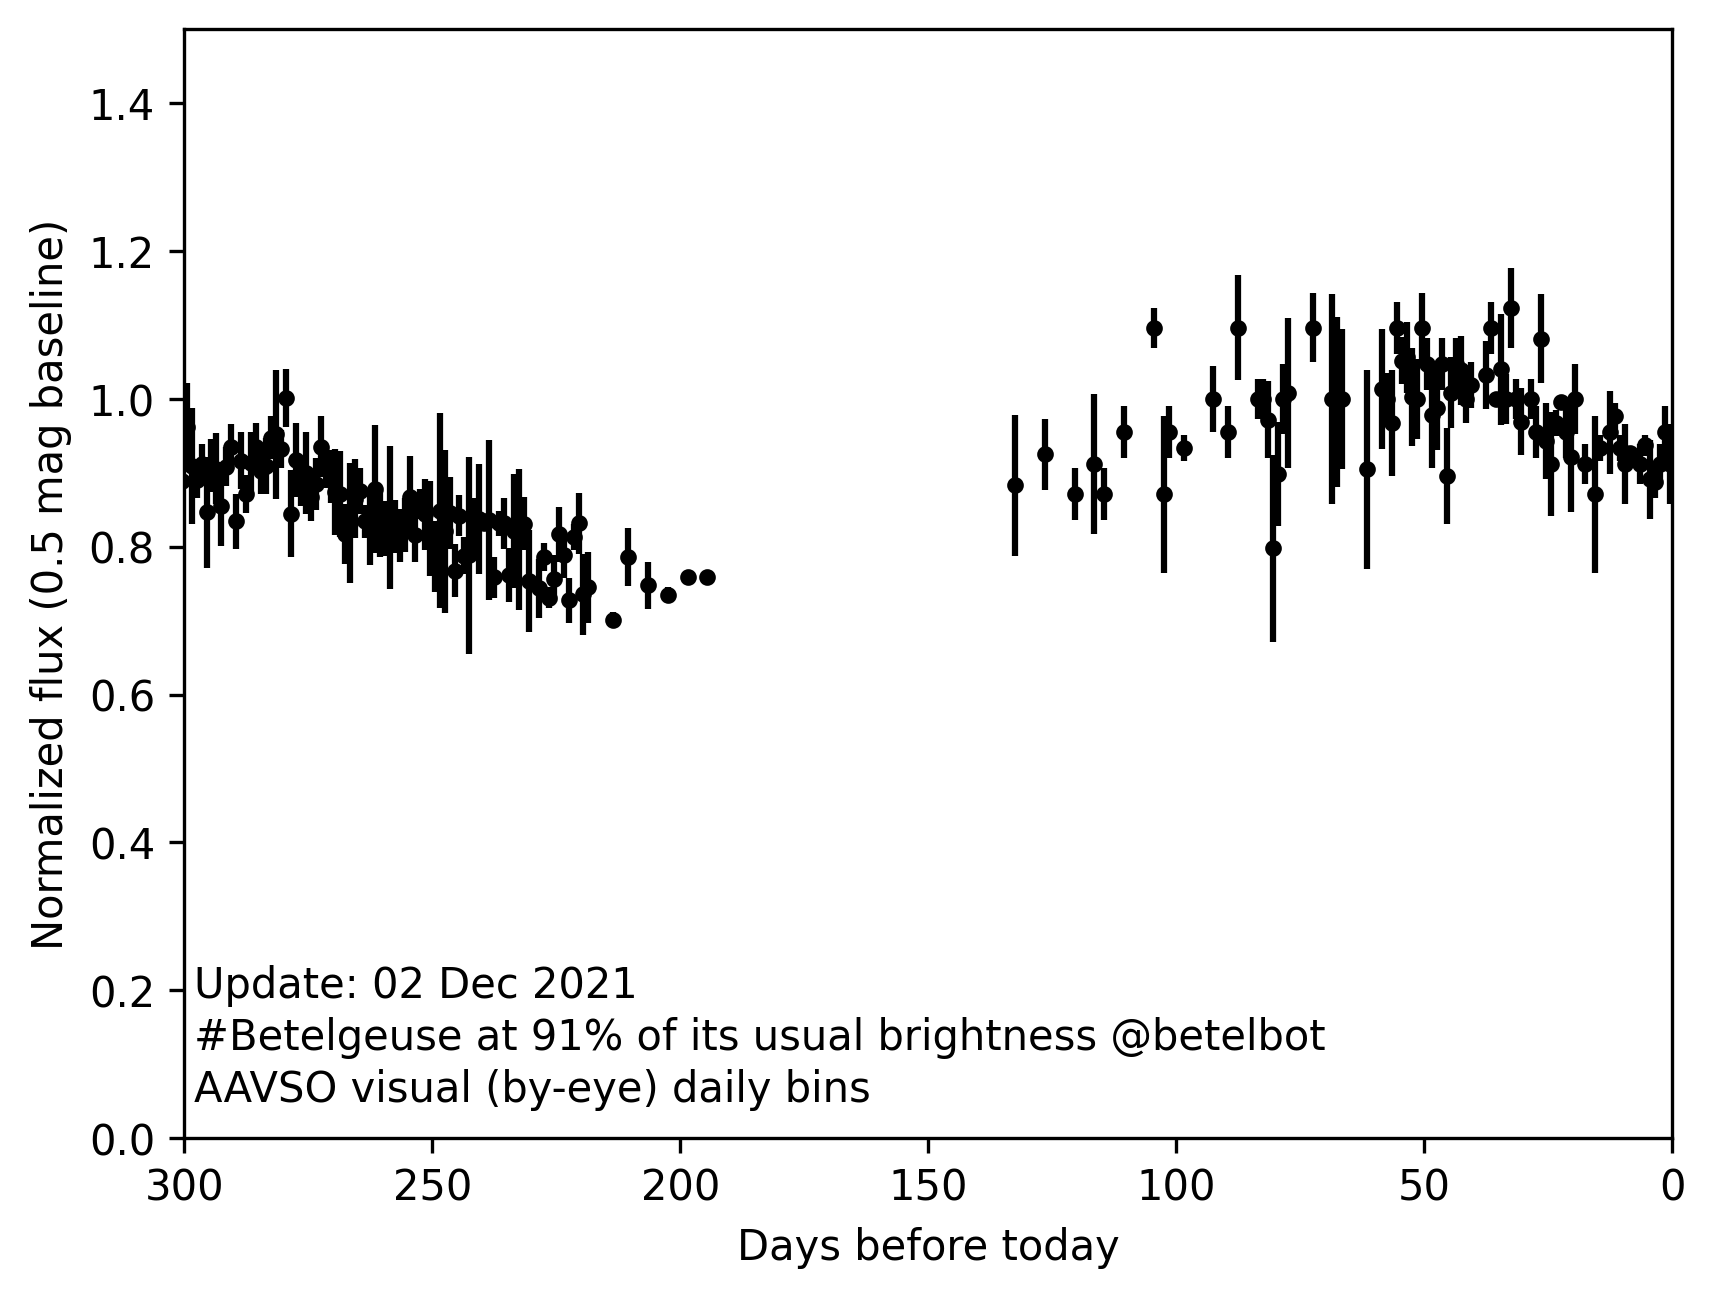 1.4
1.2
1.0
0.8
0.6
0.4
0.2
0.0
Normalized flux (0.5 mag baseline)
Update: 02 Dec 2021
#Betelgeuse at 91% of its usual brightness @betelbot
AAVSO visual (by-eye) daily bins
300 250 200 150 100 50 0
Days before today